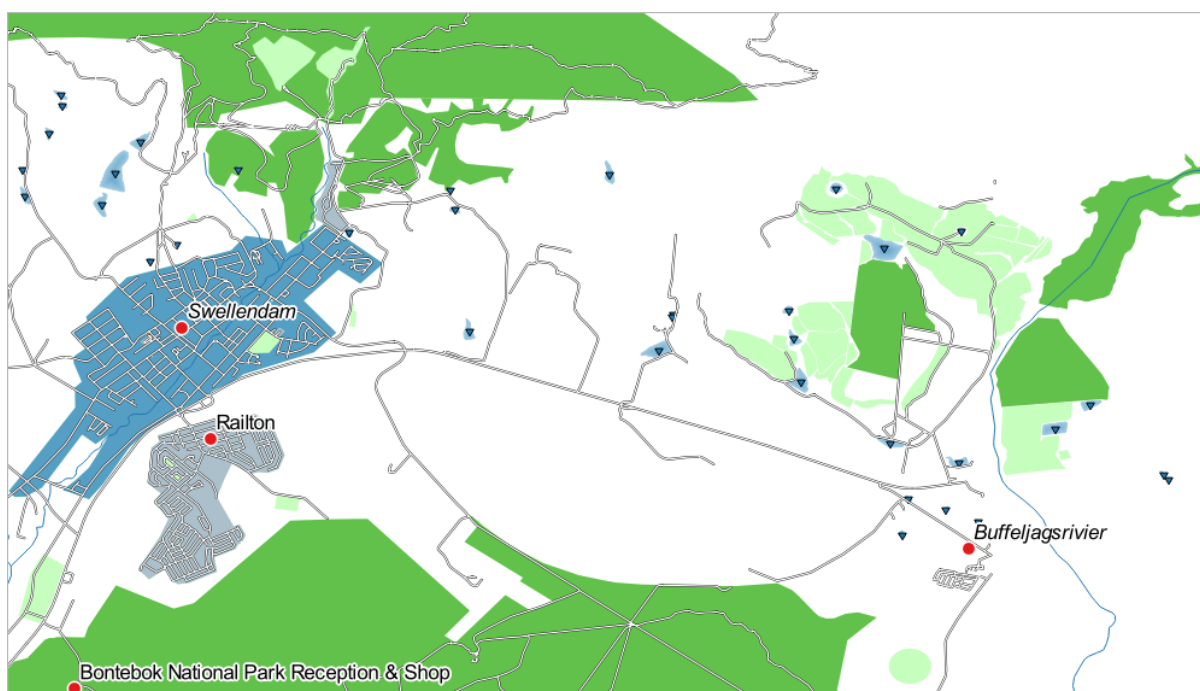 Swellendam
Railton
Buffeljagsrivier
Bontebok National Park Reception & Shop